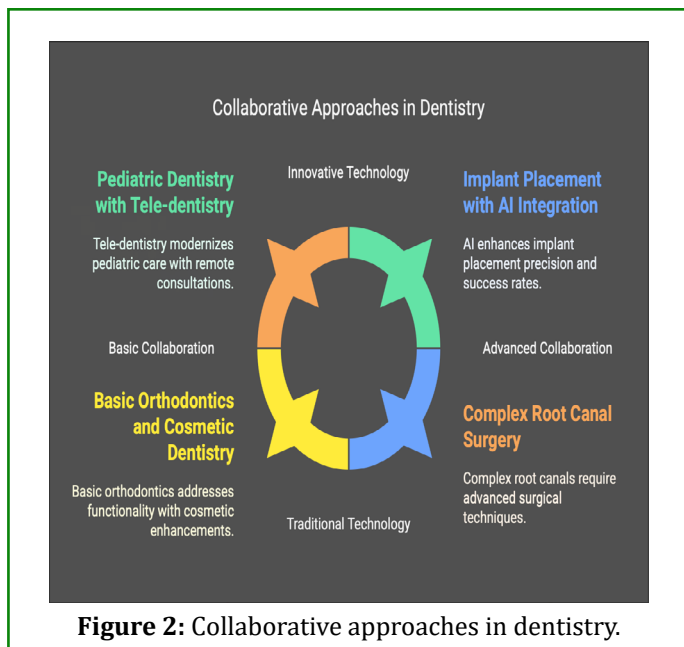 Collaborative Approaches in Dentistry
Innovative Technology
Pediatric Dentistry
with Tele-dentistry
Tele-dentistry modernizes
pediatric care with remote
consultations.
Implant Placement
with AI Integration
AI enhances implant
placement precision and
success rates.
Basic Collaboration
Advanced Collaboration
Basic Orthodontics
and Cosmetic
Dentistry
Basic orthodontics addresses
functionality with cosmetic
enhancements.
Complex Root Canal
Surgery
Complex root canals require
advanced surgical
techniques.
Traditional Technology
Figure 2: Collaborative approaches in dentistry.